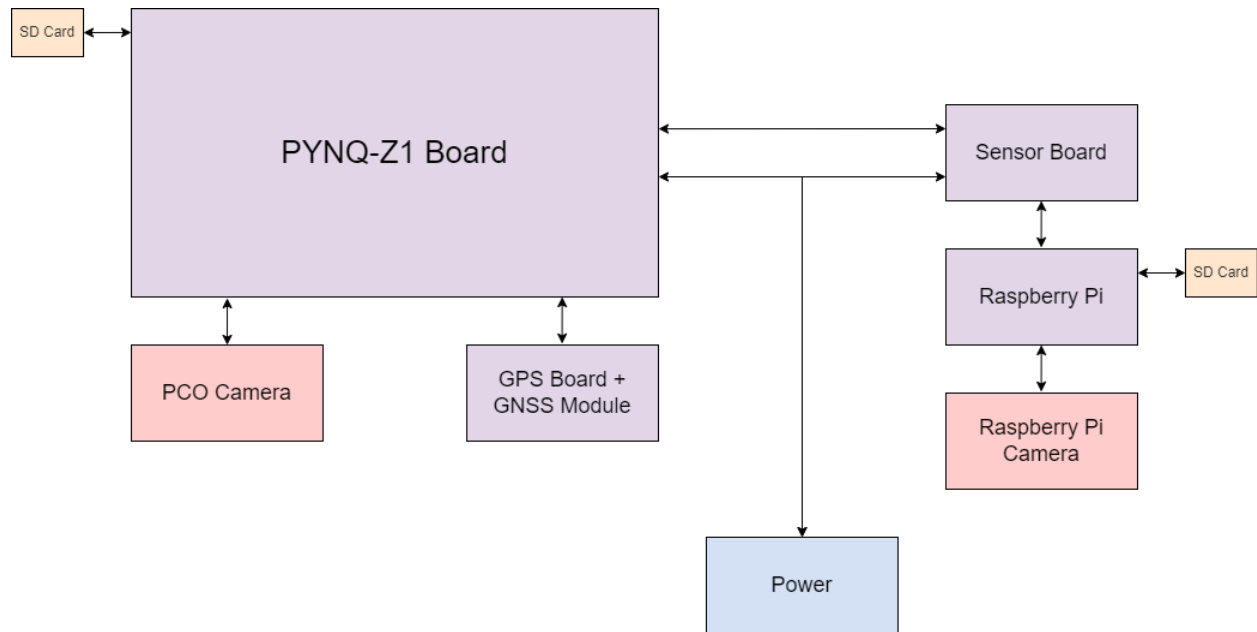 SD Card
PYNQ-Z1 Board
Sensor Board
Raspberry Pi
SD Card
PCO Camera
GPS Board +
GNSS Module
Raspberry Pi
Camera
Power